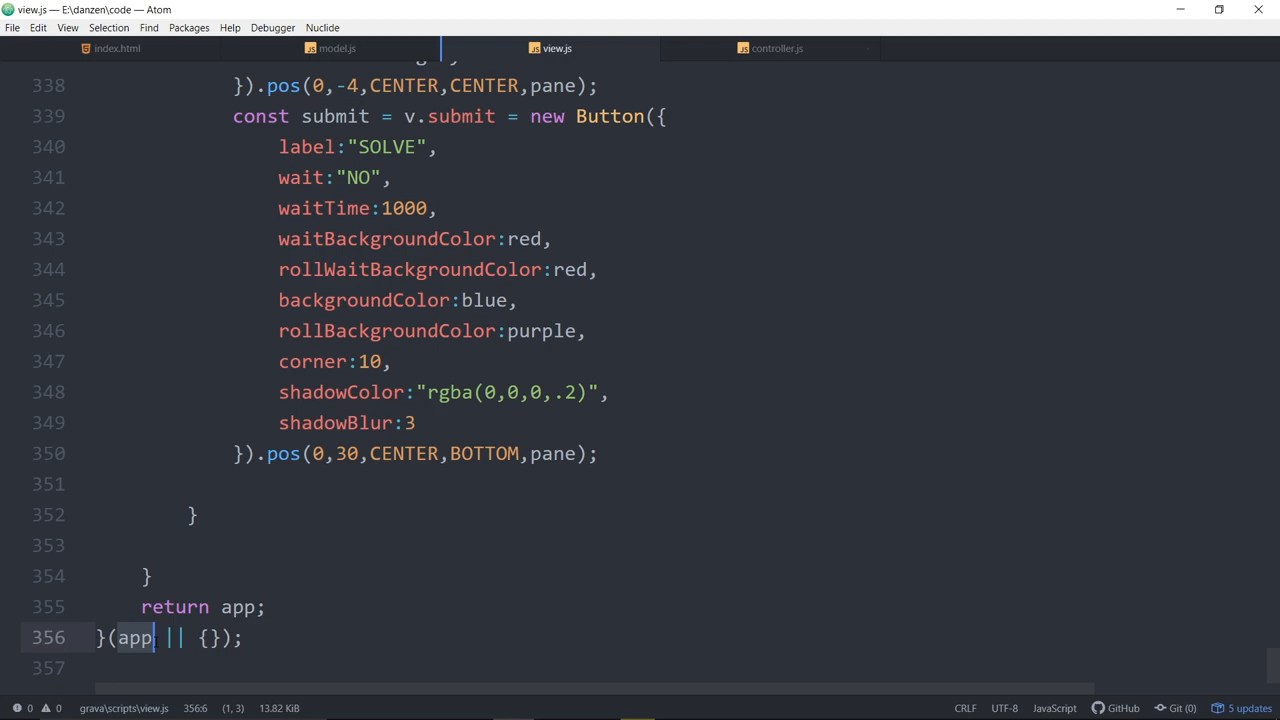 view.js — E:\danzen\code — Atom
File Edit View Selection Find Packages Help Debugger Nuclide
index.html model.js view.js controller.js
338 }).pos(0,-4,CENTER,CENTER,pane);
339 const submit = v.submit = new Button({
340 label:"SOLVE",
341 wait:"NO",
342 waitTime:1000,
343 waitBackgroundColor:red,
344 rollWaitBackgroundColor:red,
345 backgroundColor:blue,
346 rollBackgroundColor:purple,
347 corner:10,
348 shadowColor:"rgba(0,0,0,.2)",
349 shadowBlur:3
350 }).pos(0,30,CENTER,BOTTOM,pane);
351
352 }
353
354 }
355 return app;
356 }(app || {});
357
0 0 grava\scripts\view.js 356:6 (1, 3) 13.82 KiB CRLF UTF-8 JavaScript GitHub Git (0) 5 updates